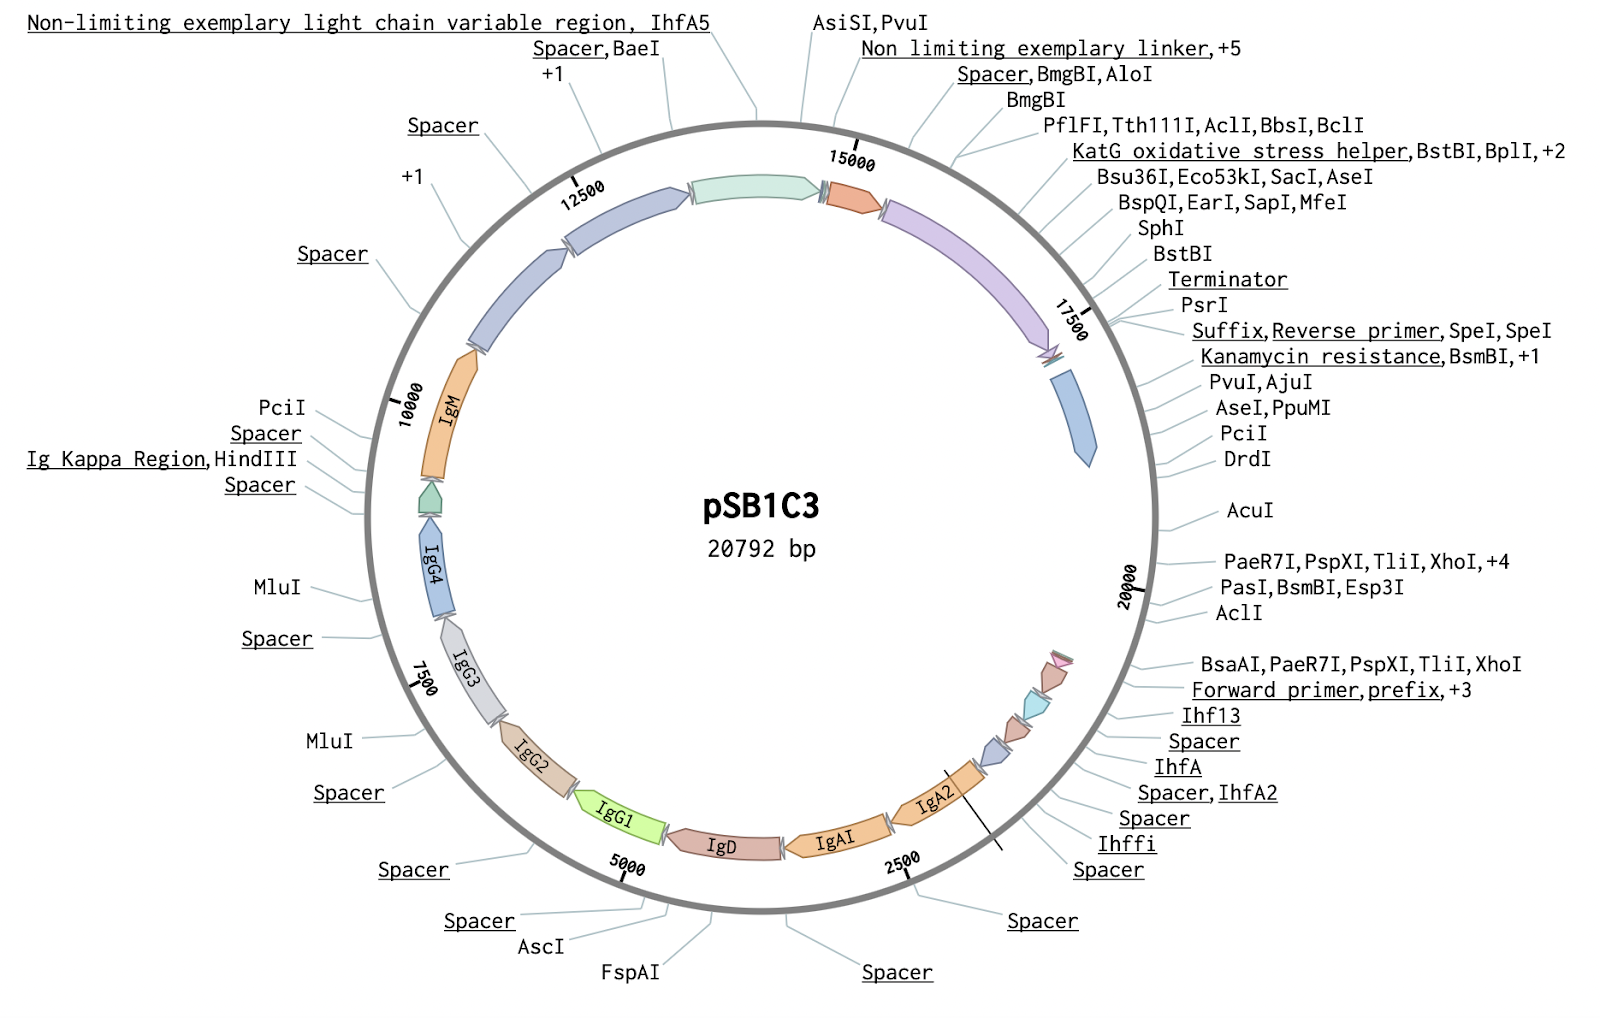 Non-limiting exemplary light chain variable region, IhfA5
AsiSI,PvuI
Spacer,BaeI
Non limiting exemplary linker,+5
+1
Spacer,BmgBI,AloI
BmgBI
Spacer
PflFI,Tth111I,AclI,BbsI,BclI
KatG oxidative stress helper,BstBI,BplI,+2
+1
Bsu36I,Eco53kI,SacI,AseI
BspQI,EarI,SapI,MfeI
SphI
Spacer
BstBI
Terminator
PsrI
Suffix,Reverse primer,SpeI,SpeI
Kanamycin resistance,BsmBI,+1
PvuI,AjuI
PciI
AseI,PpuMI
Spacer
PciI
Ig Kappa Region,HindIII
DrdI
Spacer
AcuI
MluI
PaeR7I,PspXI,TliI,XhoI,+4
PasI,BsmBI,Esp3I
AclI
Spacer
BsaAI,PaeR7I,PspXI,TliI,XhoI
Forward primer,prefix,+3
Ihf13
MluI
Spacer
IhfA
Spacer
Spacer,IhfA2
Spacer
Ihffi
Spacer
Spacer
Spacer
Spacer
AscI
FspAI
Spacer
15000
12500
17500
10000
20000
7500
5000
2500
IgM
IgG4
IgG3
IgG2
IgG1
IgD
IgAI
IgA2
pSB1C3
20792 bp